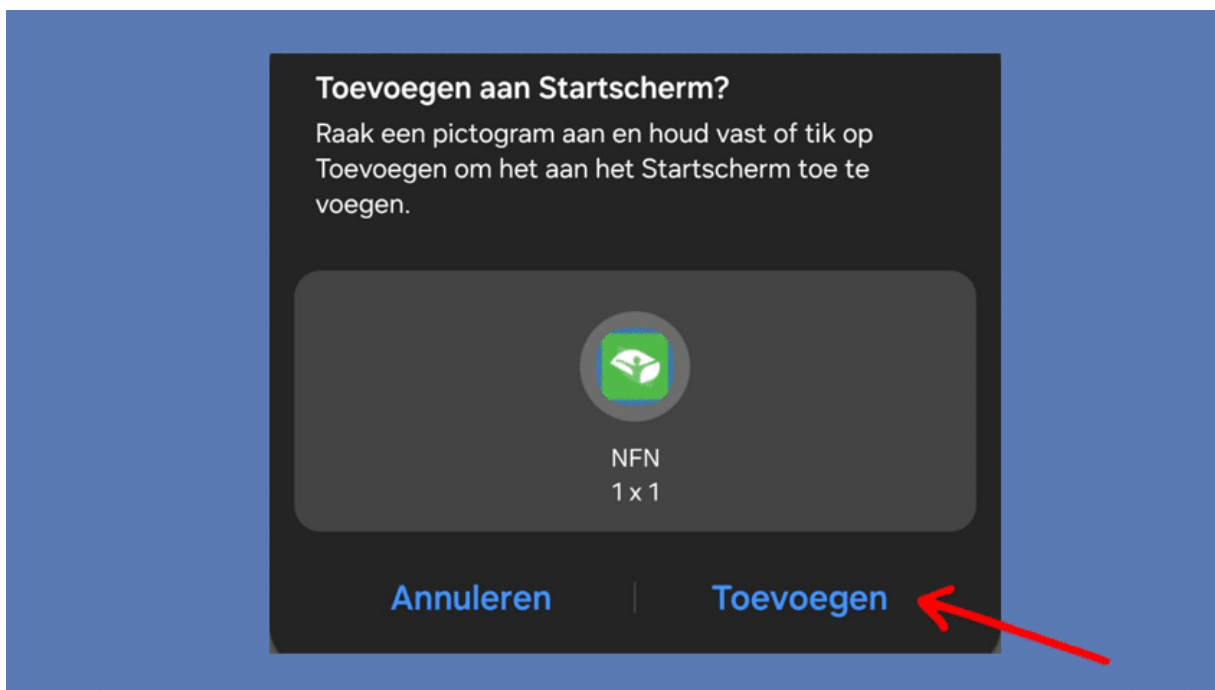 Toevoegen aan Startscherm?
Raak een pictogram aan en houd vast of tik op
Toevoegen om het aan het Startscherm toe te
voegen.
NFN
1 x 1
Annuleren
Toevoegen